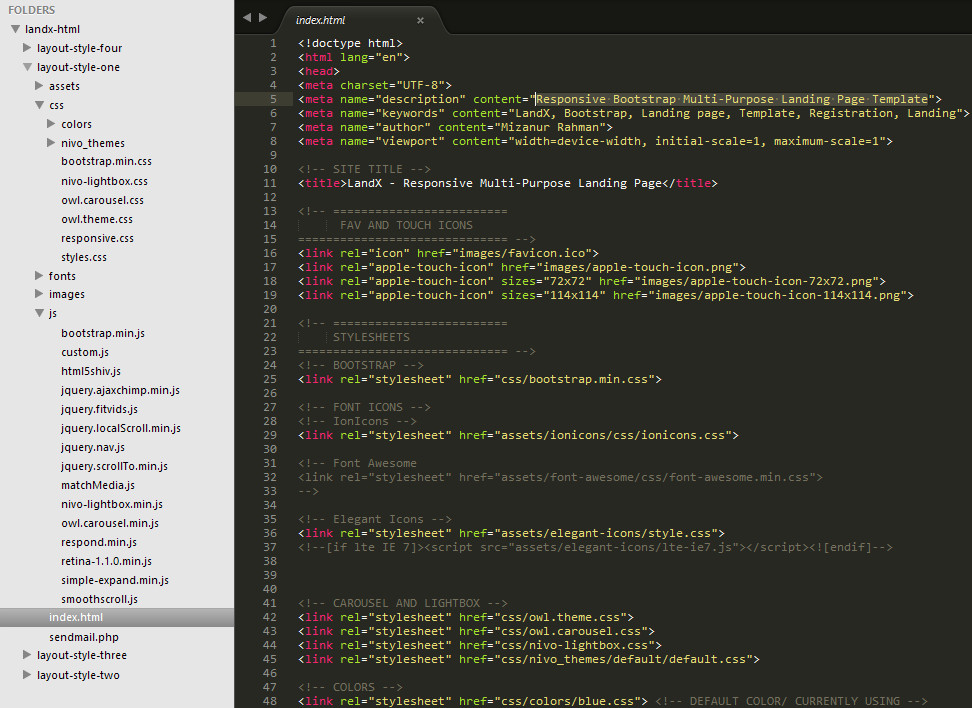 FOLDERS
landx-html
layout-style-four
layout-style-one
assets
css
colors
nivo_themes
bootstrap.min.css
nivo-lightbox.css
owl.carousel.css
owl.theme.css
responsive.css
styles.css
fonts
images
js
bootstrap.min.js
custom.js
html5shiv.js
jquery.ajaxchimp.min.js
jquery.fitvids.js
jquery.localScroll.min.js
jquery.nav.js
jquery.scrollTo.min.js
matchMedia.js
nivo-lightbox.min.js
owl.carousel.min.js
respond.min.js
retina-1.1.0.min.js
simple-expand.min.js
smoothscroll.js
index.html
sendmail.php
layout-style-three
layout-style-two
index.html ×
1 <!doctype html>
2 <html lang="en">
3 <head>
4 <meta charset="UTF-8">
5 <meta name="description" content="Responsive Bootstrap Multi-Purpose Landing Page Template">
6 <meta name="keywords" content="LandX, Bootstrap, Landing page, Template, Registration, Landing">
7 <meta name="author" content="Mizanur Rahman">
8 <meta name="viewport" content="width=device-width, initial-scale=1, maximum-scale=1">
9
10 <!-- SITE TITLE -->
11 <title>LandX - Responsive Multi-Purpose Landing Page</title>
12
13 <!-- =========================
14 FAV AND TOUCH ICONS
15 ============================== -->
16 <link rel="icon" href="images/favicon.ico">
17 <link rel="apple-touch-icon" href="images/apple-touch-icon.png">
18 <link rel="apple-touch-icon" sizes="72x72" href="images/apple-touch-icon-72x72.png">
19 <link rel="apple-touch-icon" sizes="114x114" href="images/apple-touch-icon-114x114.png">
20
21 <!-- =========================
22 STYLESHEETS
23 ============================== -->
24 <!-- BOOTSTRAP -->
25 <link rel="stylesheet" href="css/bootstrap.min.css">
26
27 <!-- FONT ICONS -->
28 <!-- IonIcons -->
29 <link rel="stylesheet" href="assets/ionicons/css/ionicons.css">
30
31 <!-- Font Awesome
32 <link rel="stylesheet" href="assets/font-awesome/css/font-awesome.min.css">
33 -->
34
35 <!-- Elegant Icons -->
36 <link rel="stylesheet" href="assets/elegant-icons/style.css">
37 <!--[if lte IE 7]><script src="assets/elegant-icons/lte-ie7.js"></script><![endif]-->
38
39
40
41 <!-- CAROUSEL AND LIGHTBOX -->
42 <link rel="stylesheet" href="css/owl.theme.css">
43 <link rel="stylesheet" href="css/owl.carousel.css">
44 <link rel="stylesheet" href="css/nivo-lightbox.css">
45 <link rel="stylesheet" href="css/nivo_themes/default/default.css">
46
47 <!-- COLORS -->
48 <link rel="stylesheet" href="css/colors/blue.css"> <!-- DEFAULT COLOR/ CURRENTLY USING -->